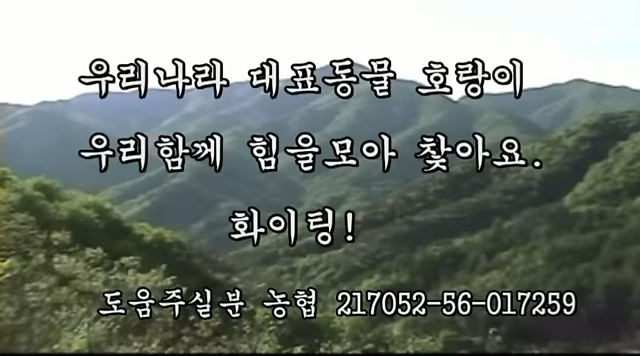 우리나라 대표동물 호랑이
우리함께 힘을모아 찾아요.
화이팅!
도움주실분 농협 217052-56-017259